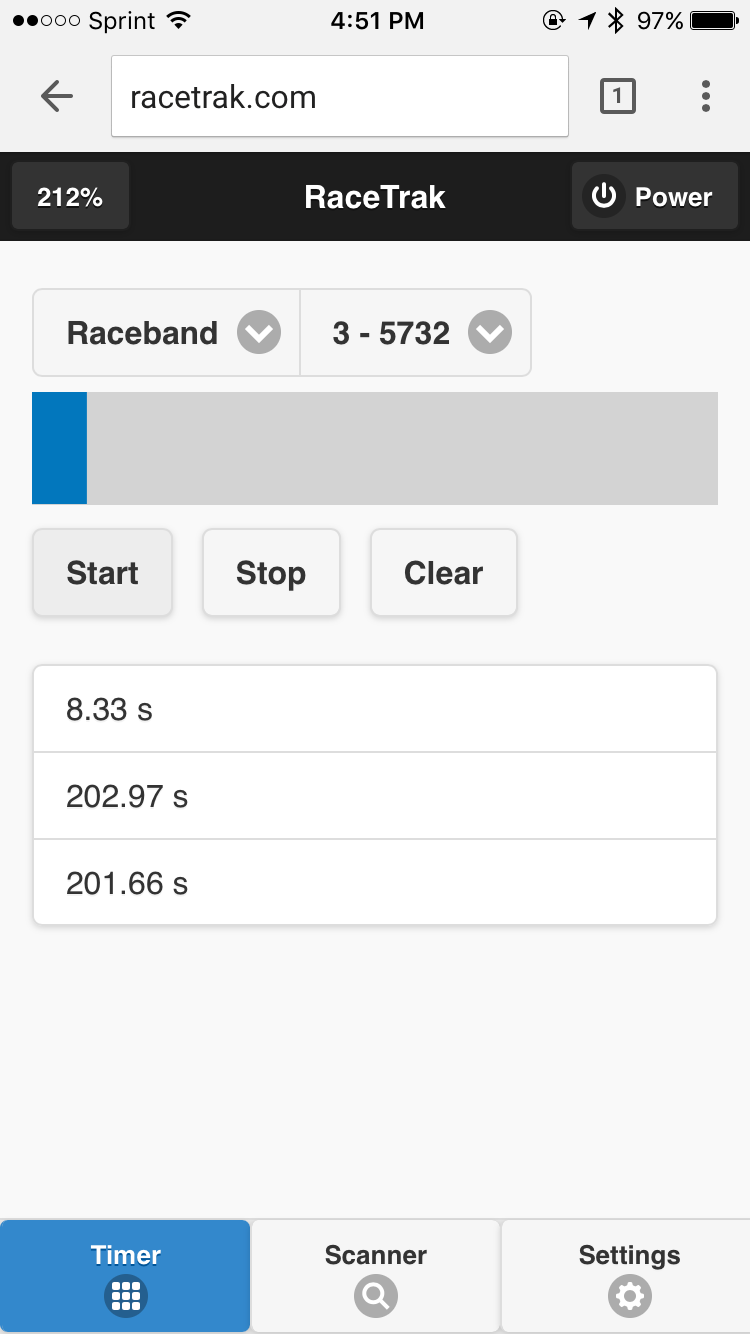 Sprint 4:51 PM 97%
racetrak.com 1
212% RaceTrak Power
Raceband 3 - 5732
Start Stop Clear
8.33 s
202.97 s
201.66 s
Timer Scanner Settings